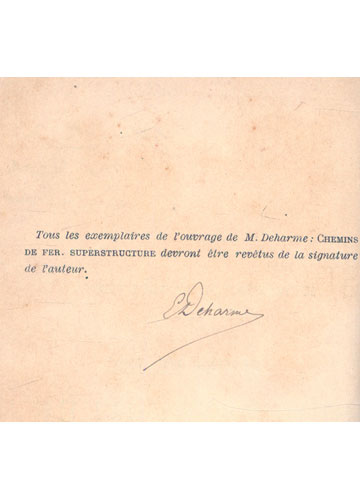 Tous les exemplaires de l'ouvrage de M. Deharme : CHEMINS
DE FER. SUPERSTRUCTURE devront être revêtus de la signature
de l'auteur.
E Deharme